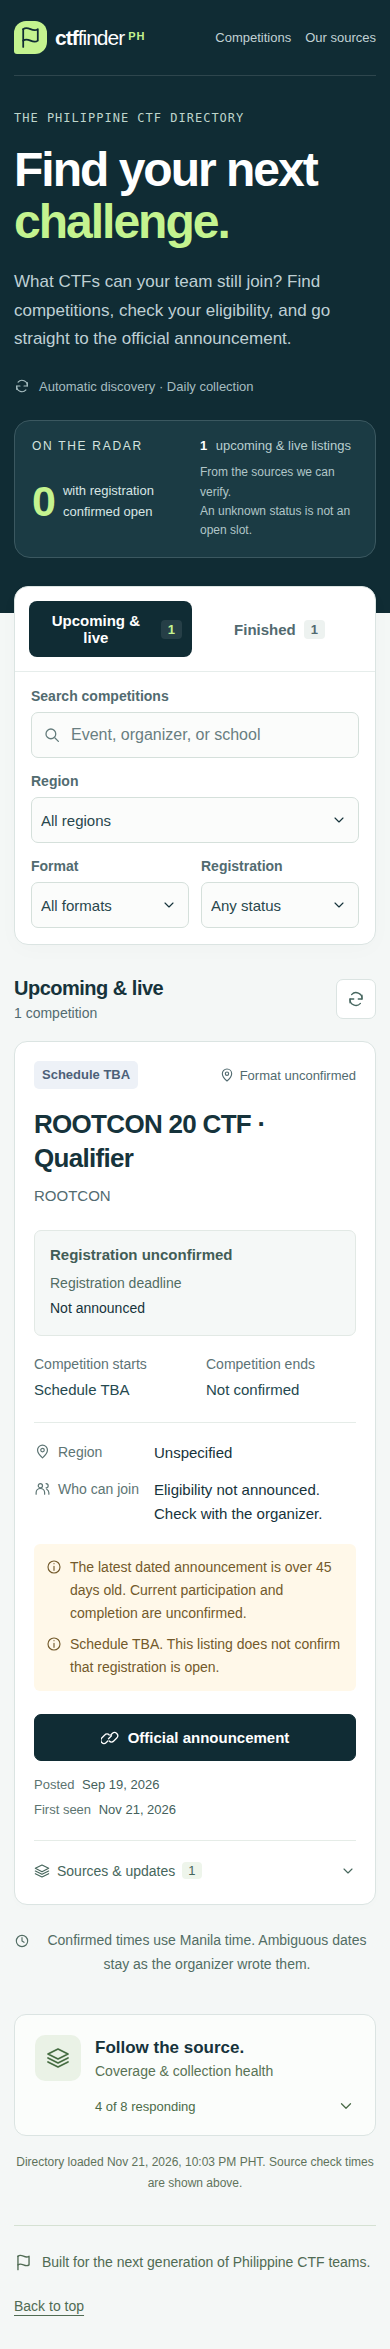 ctffinder PH
Competitions
Our sources
THE PHILIPPINE CTF DIRECTORY
Find your next
challenge.
What CTFs can your team still join? Find
competitions, check your eligibility, and go
straight to the official announcement.
Automatic discovery · Daily collection
ON THE RADAR
0
with registration
confirmed open
1 upcoming & live listings
From the sources we can
verify.
An unknown status is not an
open slot.
Upcoming &
live
1
Finished 1
Search competitions
Event, organizer, or school
Region
All regions
Format
All formats
Registration
Any status
Upcoming & live
1 competition
Schedule TBA
Format unconfirmed
ROOTCON 20 CTF ·
Qualifier
ROOTCON
Registration unconfirmed
Registration deadline
Not announced
Competition starts
Schedule TBA
Competition ends
Not confirmed
Region
Unspecified
Who can join
Eligibility not announced.
Check with the organizer.
The latest dated announcement is over 45
days old. Current participation and
completion are unconfirmed.
Schedule TBA. This listing does not confirm
that registration is open.
Official announcement
Posted Sep 19, 2026
First seen Nov 21, 2026
Sources & updates 1
Confirmed times use Manila time. Ambiguous dates
stay as the organizer wrote them.
Follow the source.
Coverage & collection health
4 of 8 responding
Directory loaded Nov 21, 2026, 10:03 PM PHT. Source check times
are shown above.
Built for the next generation of Philippine CTF teams.
Back to top